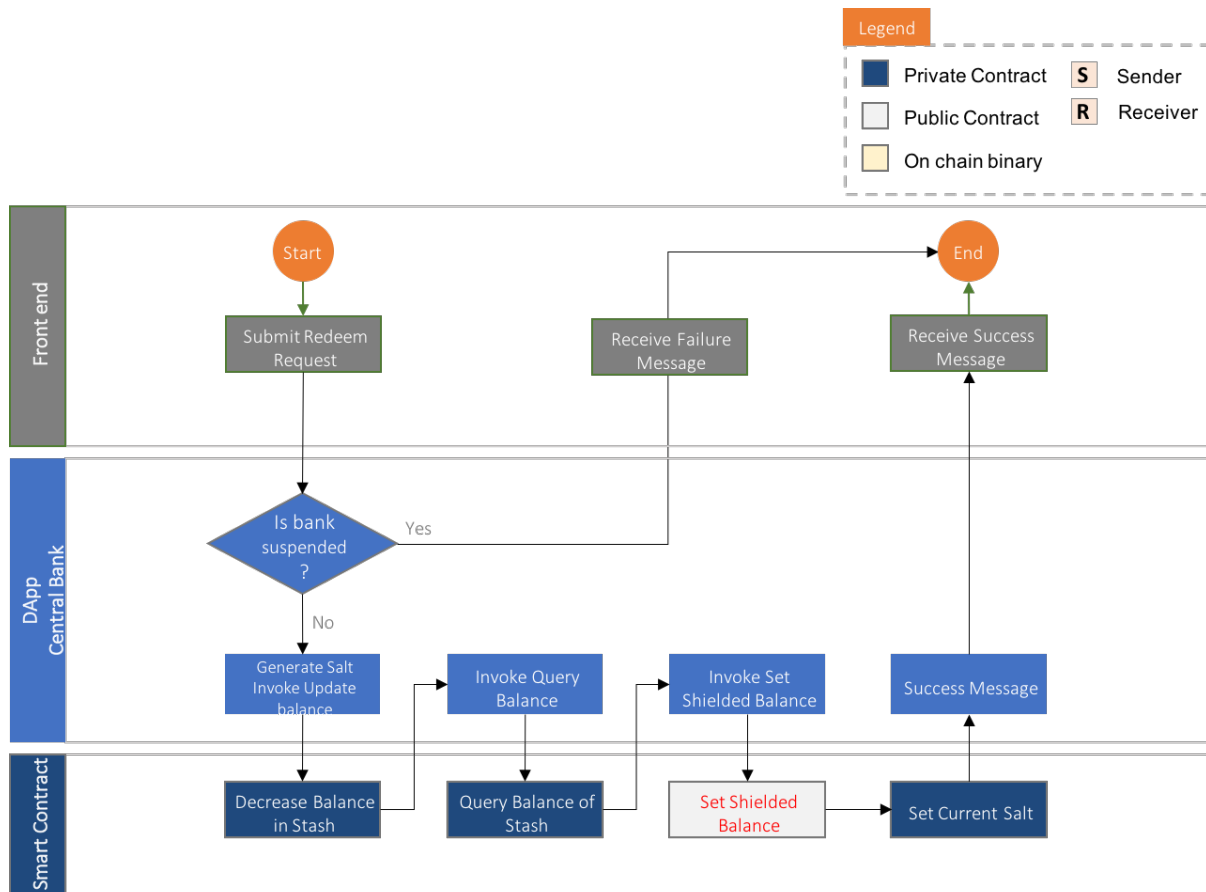 Legend
Private Contract
S
Sender
Public Contract
R
Receiver
On chain binary
Front end
Start
End
Submit Redeem
Request
Receive Failure
Message
Receive Success
Message
DApp
Central Bank
Is bank
suspended
?
Yes
No
Generate Salt
Invoke Update
balance
Invoke Query
Balance
Invoke Set
Shielded Balance
Success Message
Smart Contract
Decrease Balance
in Stash
Query Balance of
Stash
Set Shielded
Balance
Set Current Salt